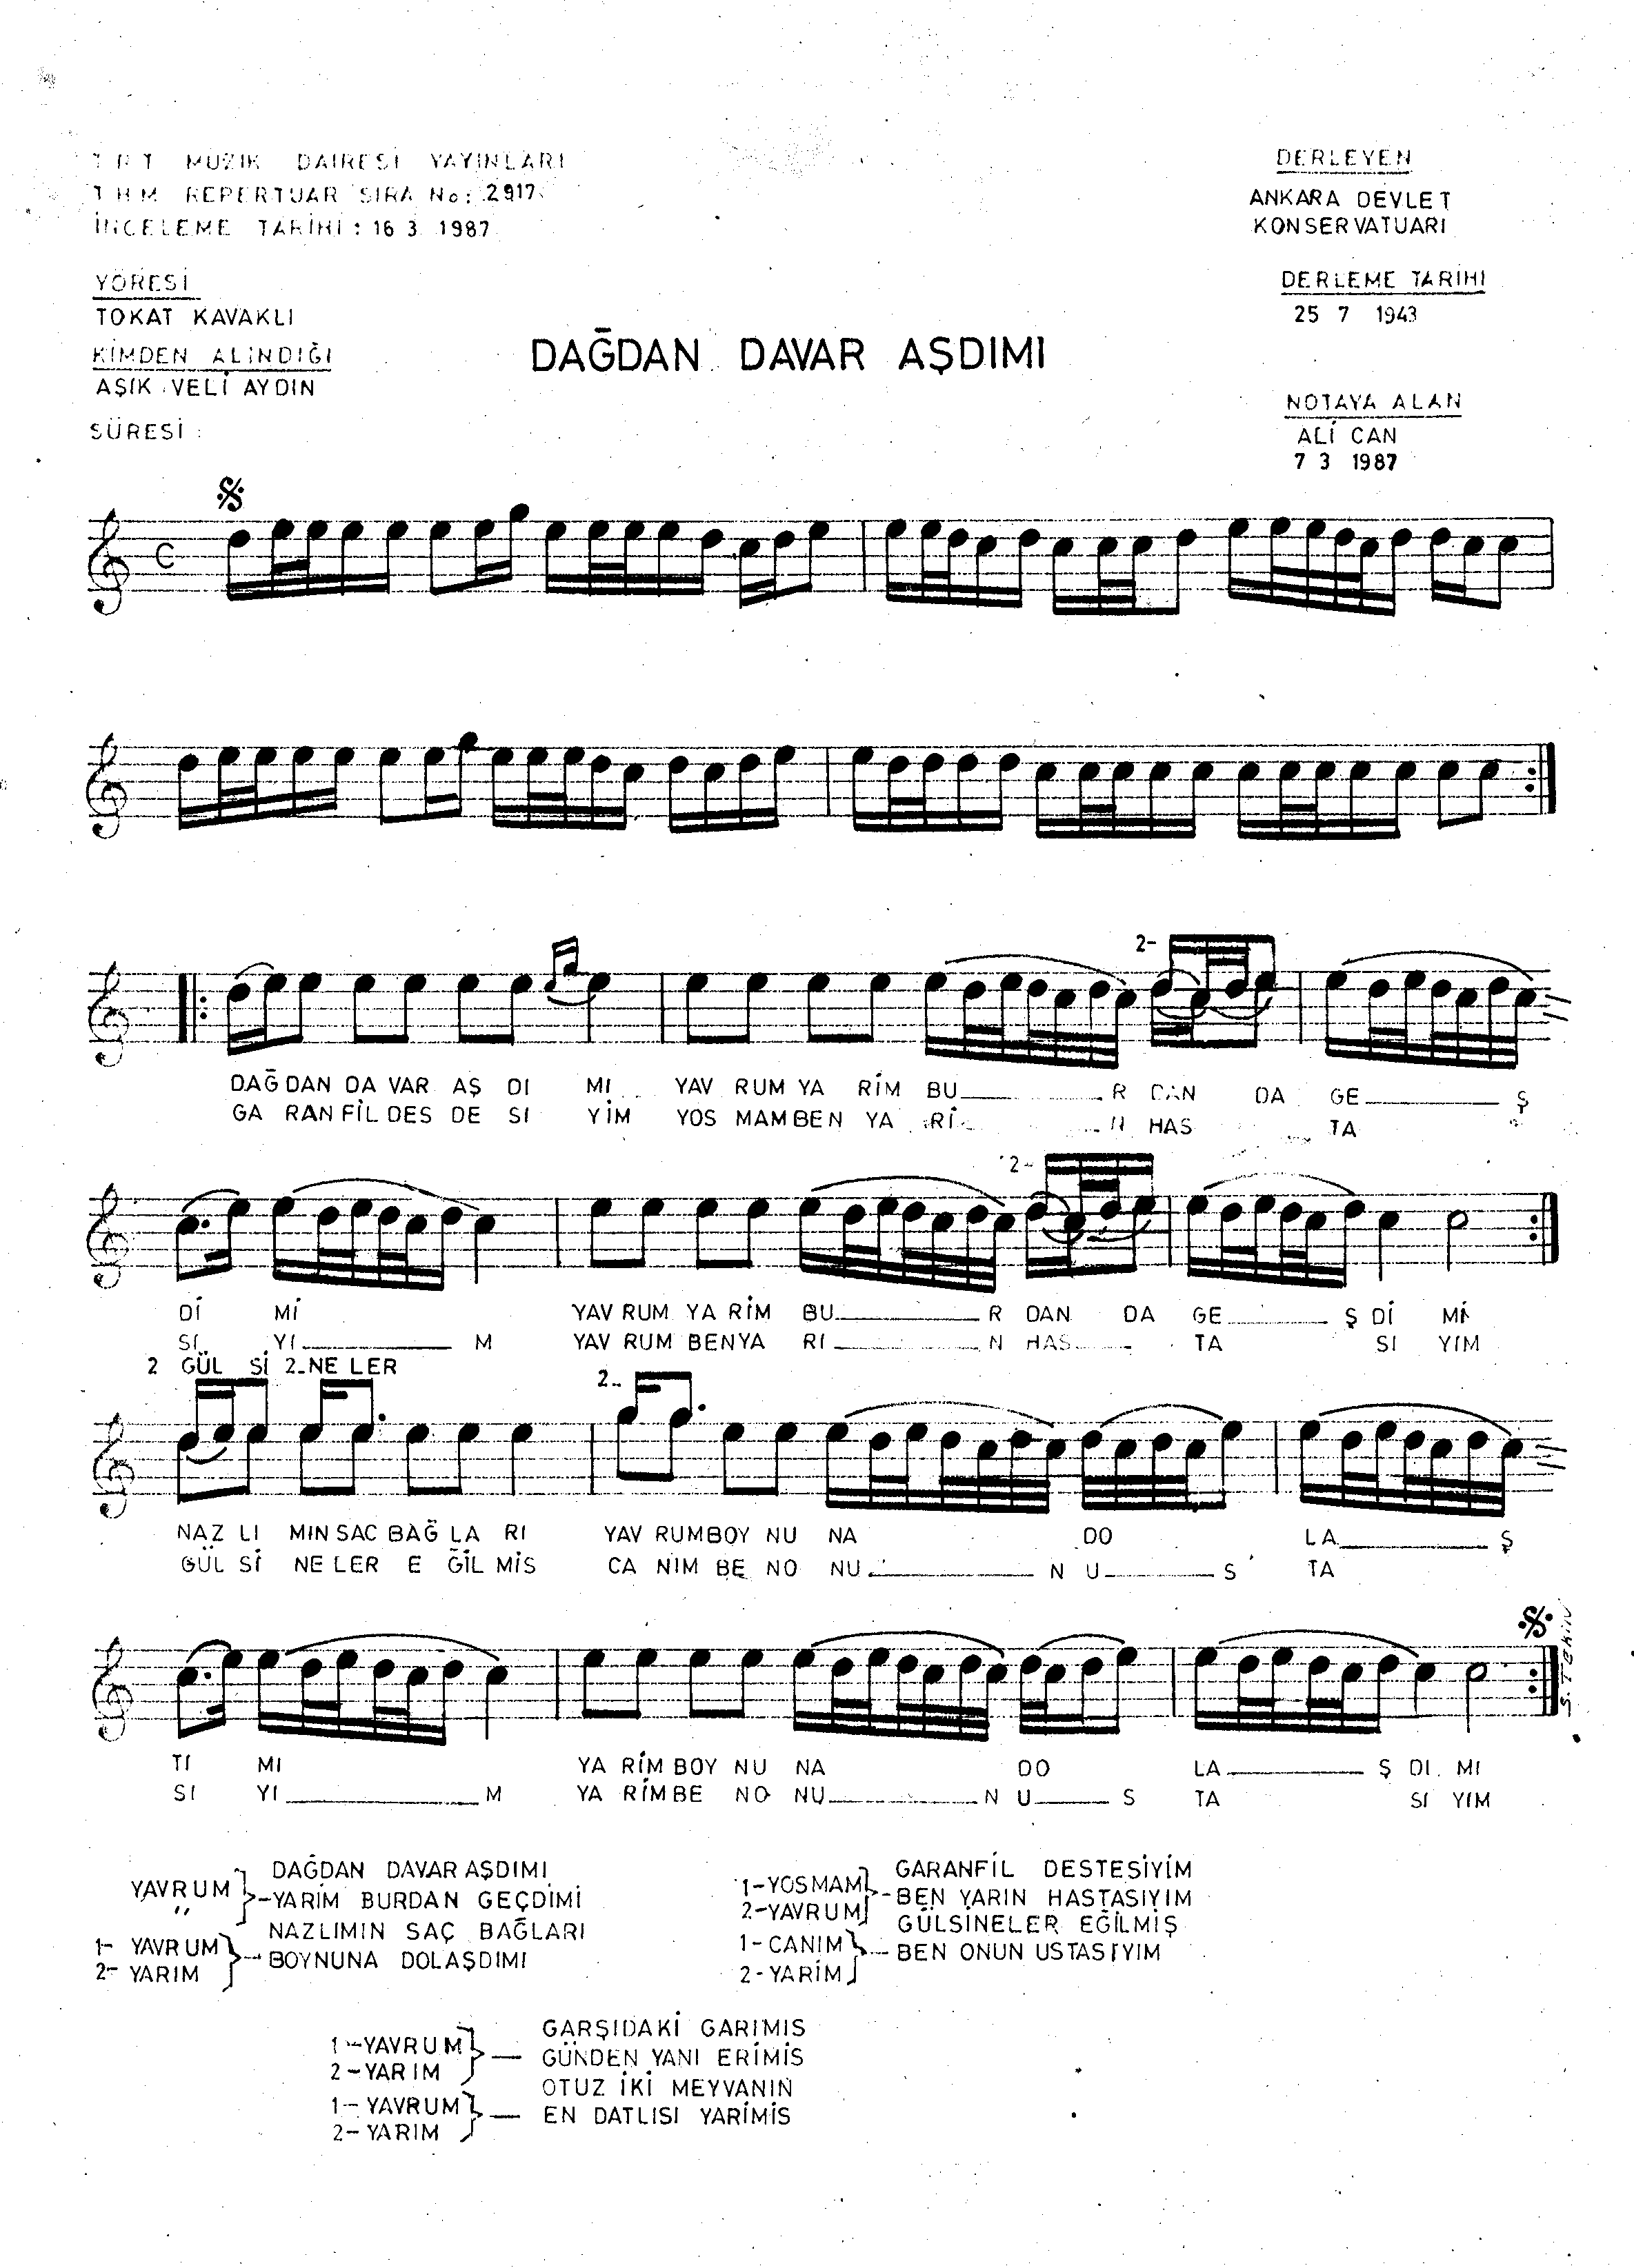 T R T MÜZİK DAİRESİ YAYINLARI
T H M REPERTUAR SIRA No: 2917
İNCELEME TARİHİ : 16 3 1987
YÖRESİ
TOKAT KAVAKLI
KİMDEN ALINDIĞI
AŞIK VELİ AYDIN
SÜRESİ :
DERLEYEN
ANKARA DEVLET
KONSERVATUARI
DERLEME TARİHİ
25 7 1943
DAĞDAN DAVAR AŞDIMI
NOTAYA ALAN
ALİ CAN
7 3 1987
2-
DAĞ DAN DA VAR AŞ DI MI YAV RUM YA RİM BU R DAN DA GE Ş
GA RAN FİL DES DE Sİ YİM YOS MAM BEN YA Rİ N HAS TA
2-
Dİ Mİ YAV RUM YA RİM BU R DAN DA GE Ş Dİ Mİ
SI YI M YAV RUM BEN YA RI N HAS TA SI YIM
2 GÜL Sİ 2-NE LER
2-
NAZ LI MIN SAC BAĞ LA RI YAV RUM BOY NU NA DO LA Ş
GÜL Sİ NE LER E ĞİL MİS CA NIM BE NO NU N U S TA
TI MI YA RİM BOY NU NA DO LA Ş DI MI
SI YI M YA RİM BE NO NU N U S TA SI YIM
S. TEKİN
YAVRUM DAĞDAN DAVAR AŞDIMI
" -YARİM BURDAN GEÇDİMİ
1- YAVRUM NAZLIMIN SAÇ BAĞLARI
2- YARIM BOYNUNA DOLAŞDIMI
1-YOSMAM GARANFİL DESTESİYİM
2-YAVRUM -BEN YARIN HASTASIYIM
1-CANIM GÜLSİNELER EĞİLMİŞ
2-YARİM BEN ONUN USTASIYIM
GARŞIDAKİ GARIMIS
1-YAVRUM
2-YARIM GÜNDEN YANI ERİMİS
OTUZ İKİ MEYVANIN
1-YAVRUM
2-YARIM EN DATLISI YARİMİS